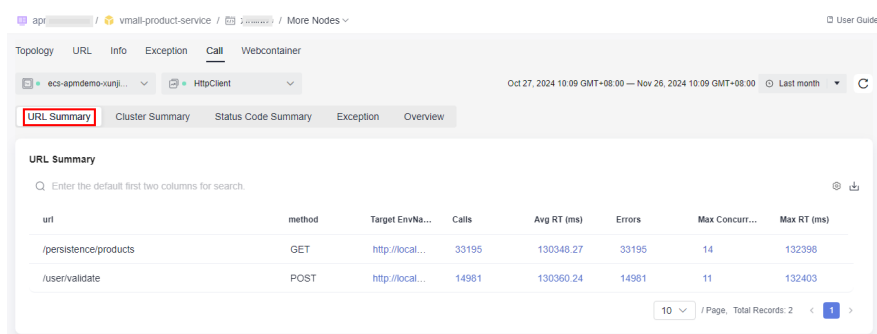 apr / vmall-product-service / / More Nodes User Guide
Topology URL Info Exception Call Webcontainer
ecs-apmdemo-xunji... HttpClient Oct 27, 2024 10:09 GMT+08:00 — Nov 26, 2024 10:09 GMT+08:00 Last month
URL Summary Cluster Summary Status Code Summary Exception Overview
URL Summary
Enter the default first two columns for search.
url method Target EnvNa... Calls Avg RT (ms) Errors Max Concurr... Max RT (ms)
/persistence/products GET http://local... 33195 130348.27 33195 14 132398
/user/validate POST http://local... 14981 130360.24 14981 11 132403
10 / Page, Total Records: 2 < 1 >